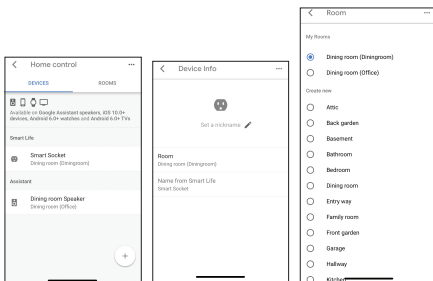 Home control
DEVICES
ROOMS
Available on Google Assistant speakers, iOS 10.0+
devices, Android 6.0+ watches and Android 6.0+ TVs
Smart Life
Smart Socket
Dining room (Diningroom)
Assistant
Dining room Speaker
Dining room (Office)
Device Info
Set a nickname
Room
Dining room (Diningroom)
Name from Smart Life
Smart Socket
Room
My Rooms
Dining room (Diningroom)
Dining room (Office)
Create new
Attic
Back garden
Basement
Bathroom
Bedroom
Dining room
Entry way
Family room
Front garden
Garage
Hallway
Kitchen